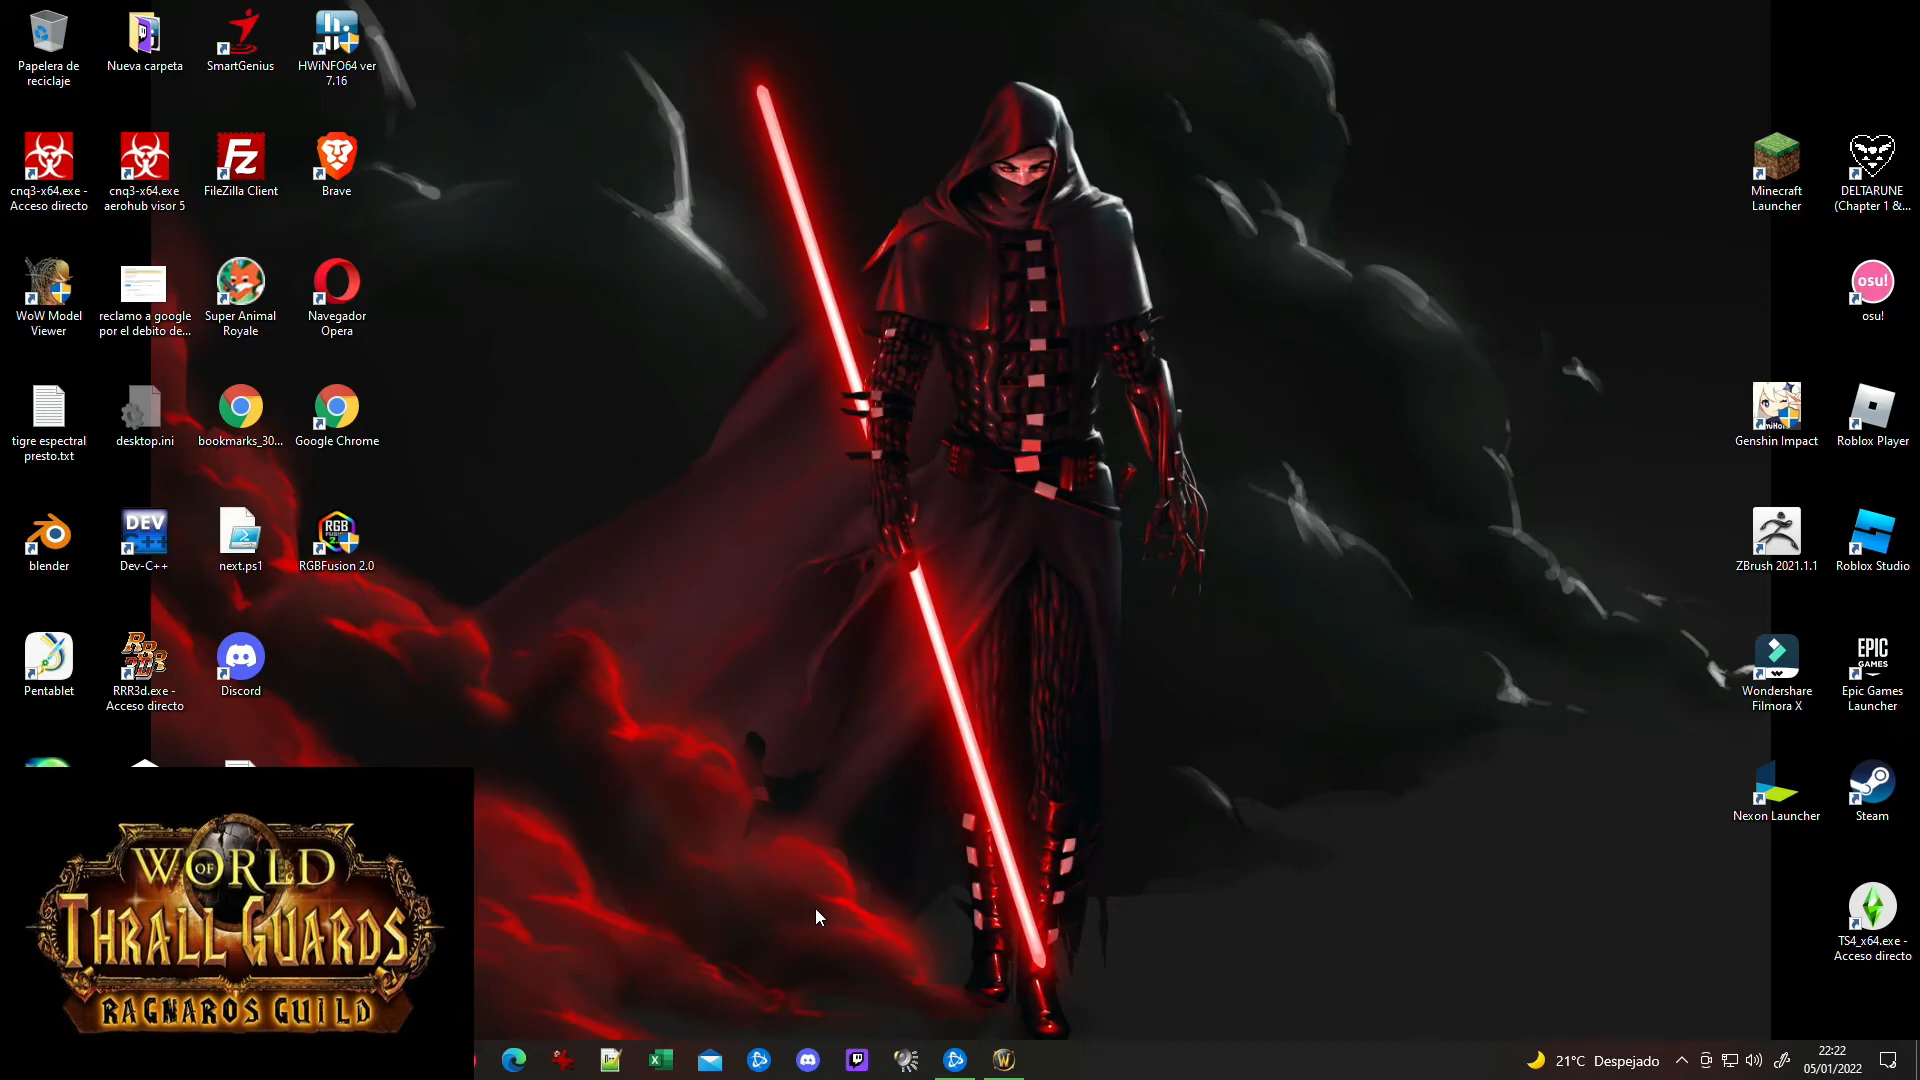 Papelera de
reciclaje
Nueva carpeta
SmartGenius
HWiNFO64 ver
7.16
cnq3-x64.exe -
Acceso directo
cnq3-x64.exe
aerohub visor 5
Fz
FileZilla Client
Brave
Minecraft
Launcher
DELTARUNE
(Chapter 1 &...
WoW Model
Viewer
reclamo a google
por el debito de...
Super Animal
Royale
Navegador
Opera
osu!
osu!
tigre espectral
presto.txt
desktop.ini
bookmarks_30...
Google Chrome
Genshin Impact
Roblox Player
blender
DEV
C++
Dev-C++
next.ps1
RGB
RGBFusion 2.0
ZBrush 2021.1.1
Roblox Studio
Pentablet
RRR
3D
RRR3d.exe -
Acceso directo
Discord
Wondershare
Filmora X
EPIC
GAMES
Epic Games
Launcher
Nexon Launcher
Steam
TS4_x64.exe -
Acceso directo
WORLD
OF
THRALL GUARDS
RAGNAROS GUILD
21°C Despejado
22:22
05/01/2022